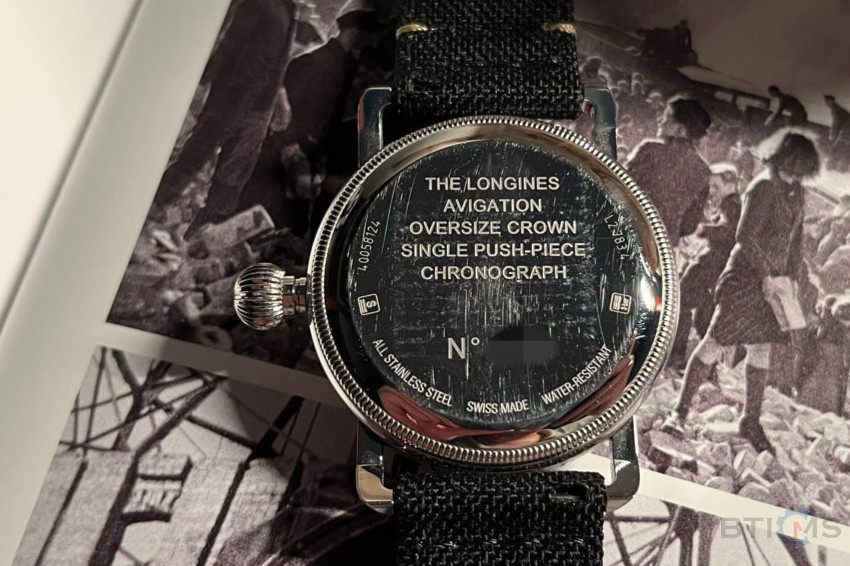 THE LONGINES
AVIGATION
OVERSIZE CROWN
SINGLE PUSH-PIECE
CHRONOGRAPH
40058124
L2.783.4
N°
ALL STAINLESS STEEL
SWISS MADE
WATER-RESISTANT